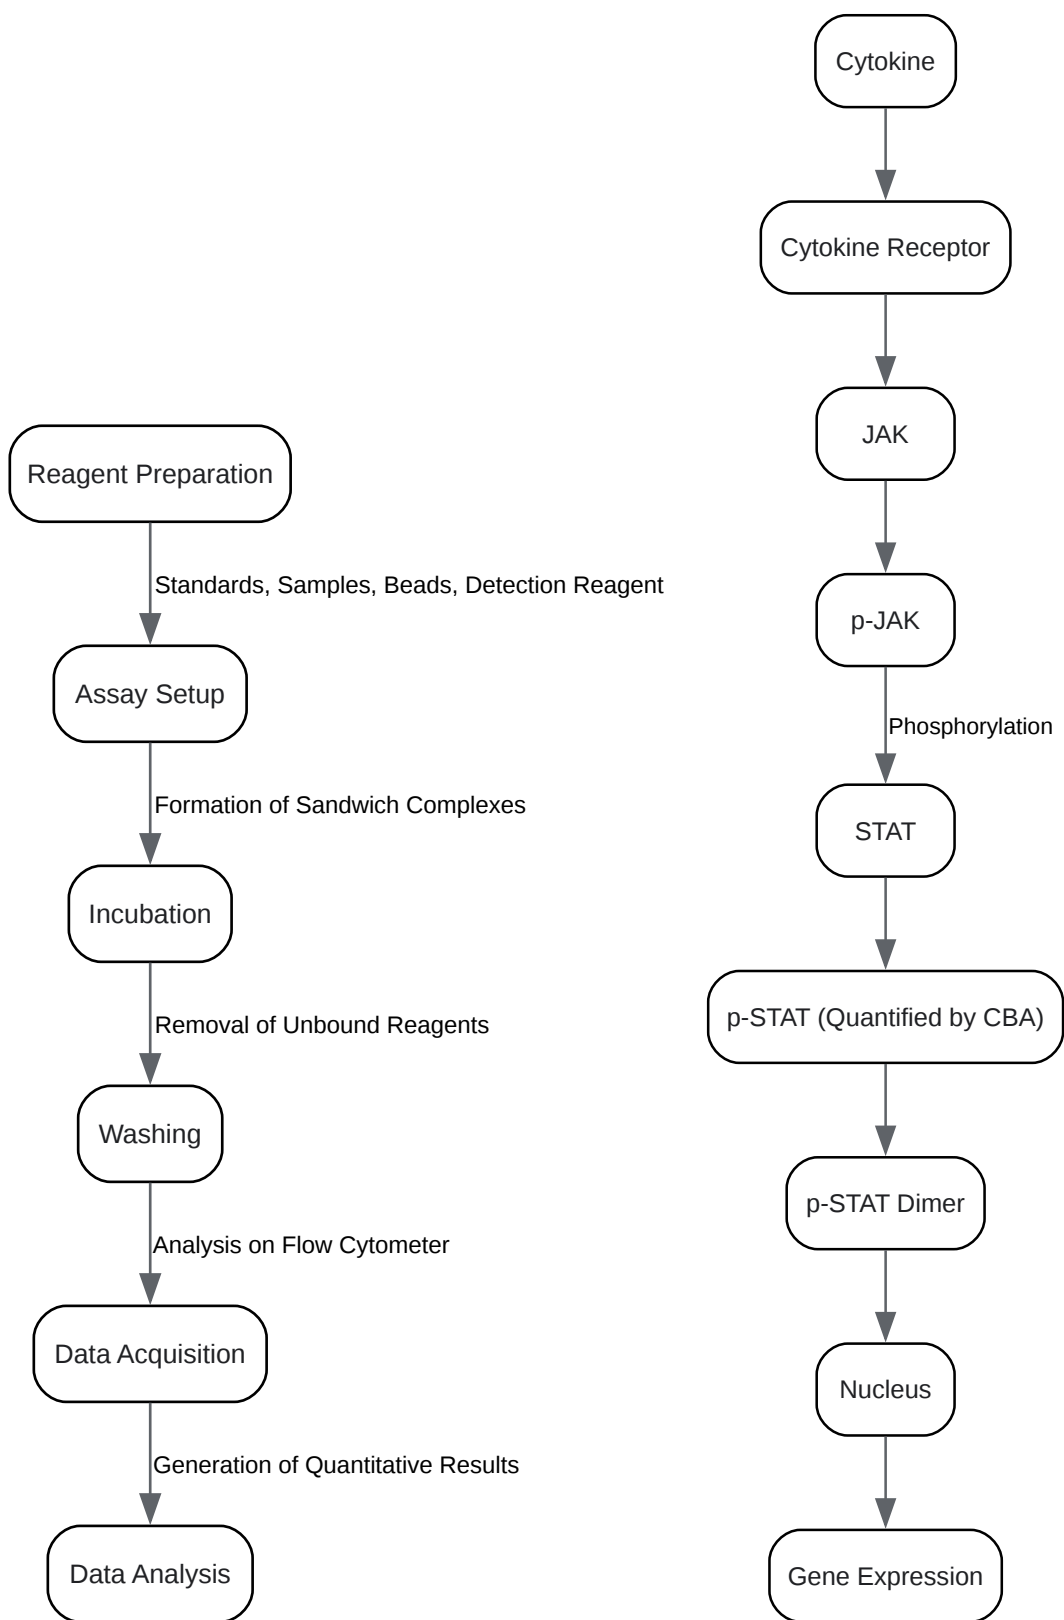 Reagent Preparation
Standards, Samples, Beads, Detection Reagent
Assay Setup
Formation of Sandwich Complexes
Incubation
Removal of Unbound Reagents
Washing
Analysis on Flow Cytometer
Data Acquisition
Generation of Quantitative Results
Data Analysis
Cytokine
Cytokine Receptor
JAK
p-JAK
Phosphorylation
STAT
p-STAT (Quantified by CBA)
p-STAT Dimer
Nucleus
Gene Expression